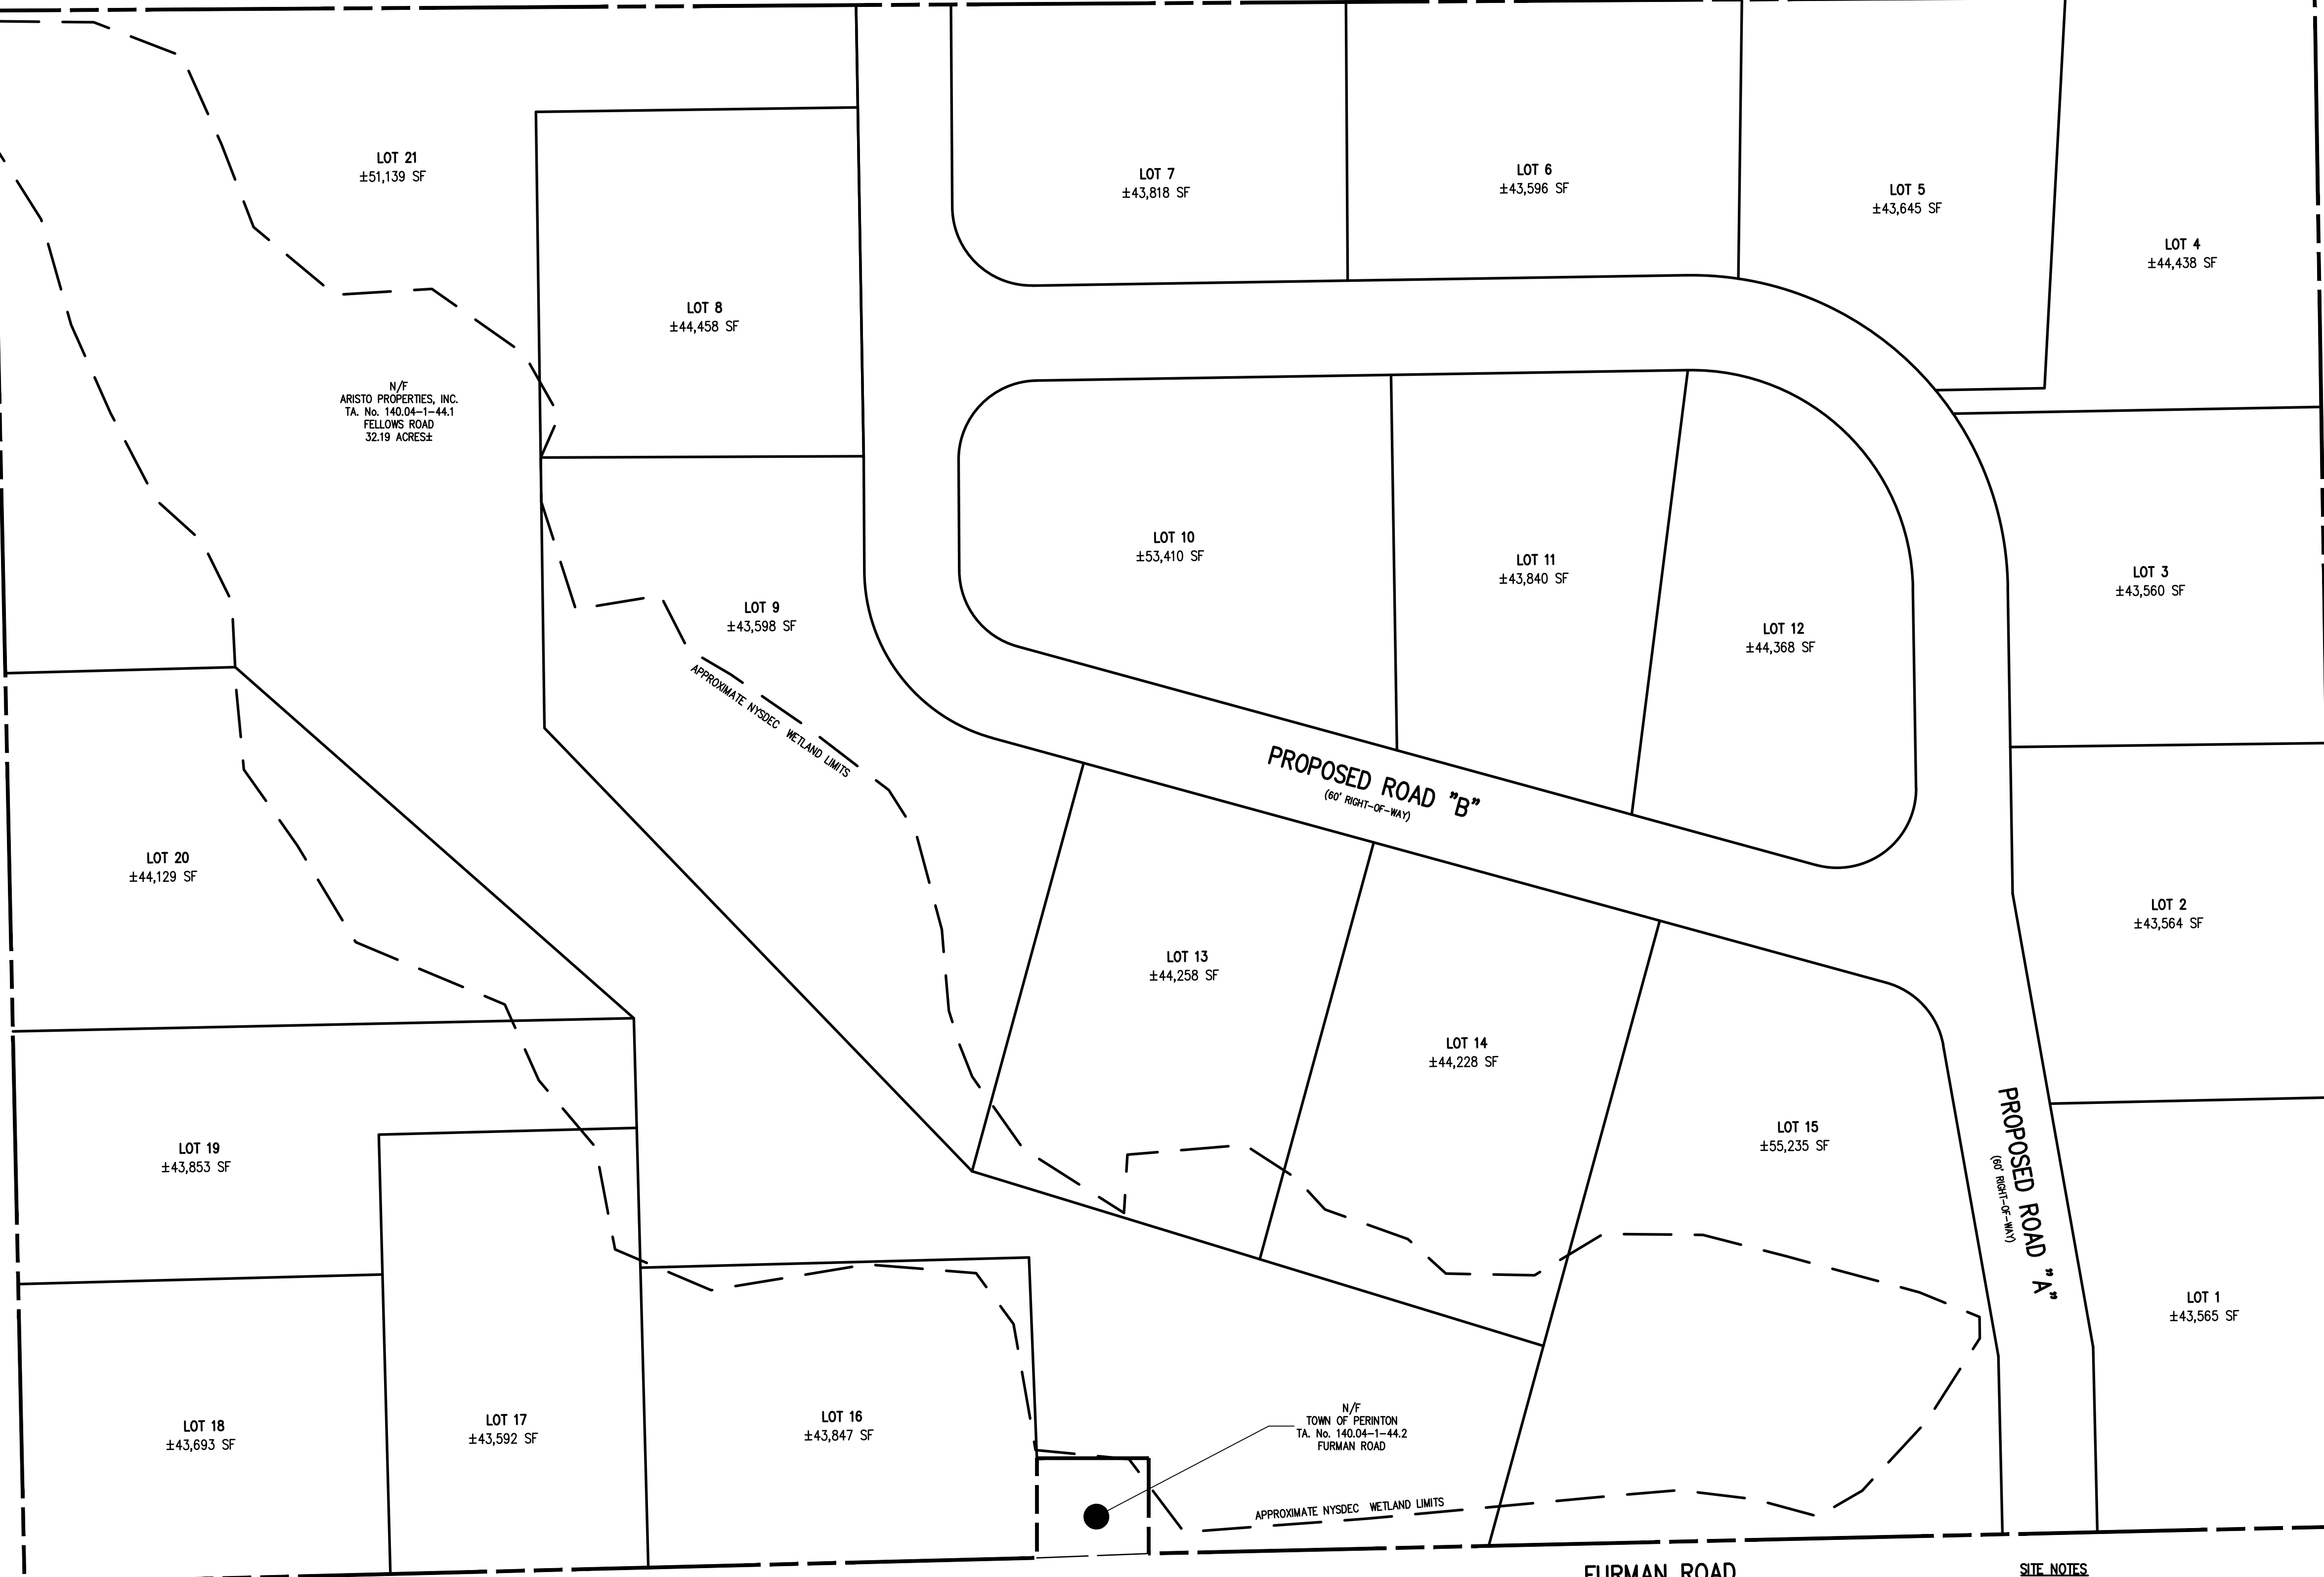 LOT 21
±51,139 SF
LOT 7
±43,818 SF
LOT 6
±43,596 SF
LOT 5
±43,645 SF
LOT 4
±44,438 SF
LOT 8
±44,458 SF
N/F
ARISTO PROPERTIES, INC.
TA. No. 140.04-1-44.1
FELLOWS ROAD
32.19 ACRES±
LOT 10
±53,410 SF
LOT 11
±43,840 SF
LOT 3
±43,560 SF
LOT 9
±43,598 SF
LOT 12
±44,368 SF
APPROXIMATE NYSDEC WETLAND LIMITS
PROPOSED ROAD "B"
(60' RIGHT-OF-WAY)
LOT 20
±44,129 SF
LOT 2
±43,564 SF
LOT 13
±44,258 SF
LOT 14
±44,228 SF
LOT 15
±55,235 SF
PROPOSED ROAD "A"
(60' RIGHT-OF-WAY)
LOT 19
±43,853 SF
LOT 1
±43,565 SF
LOT 18
±43,693 SF
LOT 17
±43,592 SF
LOT 16
±43,847 SF
N/F
TOWN OF PERINTON
TA. No. 140.04-1-44.2
FURMAN ROAD
APPROXIMATE NYSDEC WETLAND LIMITS
FURMAN ROAD
SITE NOTES